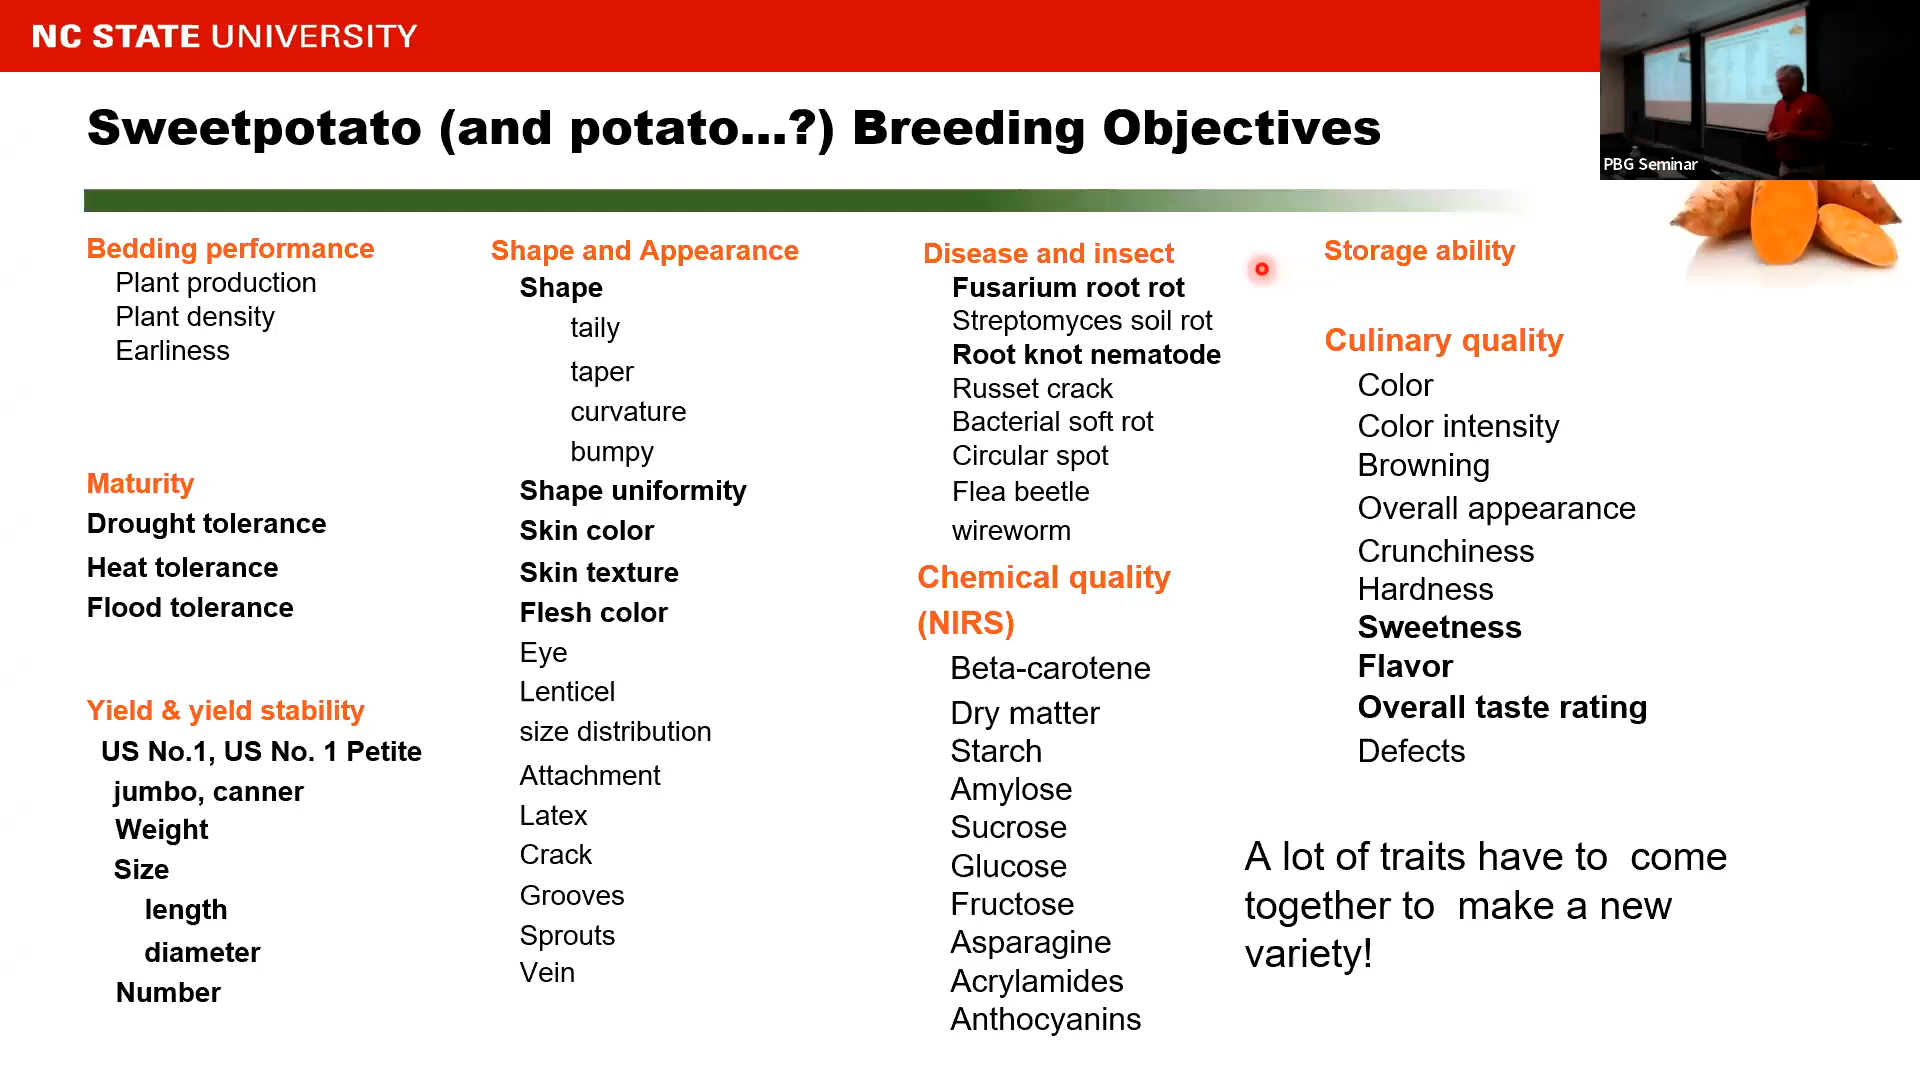 NC STATE UNIVERSITY
PBG Seminar
Sweetpotato (and potato...?) Breeding Objectives
Bedding performance
Plant production
Plant density
Earliness
Maturity
Drought tolerance
Heat tolerance
Flood tolerance
Yield & yield stability
US No.1, US No. 1 Petite
jumbo, canner
Weight
Size
length
diameter
Number
Shape and Appearance
Shape
taily
taper
curvature
bumpy
Shape uniformity
Skin color
Skin texture
Flesh color
Eye
Lenticel
size distribution
Attachment
Latex
Crack
Grooves
Sprouts
Vein
Disease and insect
Fusarium root rot
Streptomyces soil rot
Root knot nematode
Russet crack
Bacterial soft rot
Circular spot
Flea beetle
wireworm
Chemical quality
(NIRS)
Beta-carotene
Dry matter
Starch
Amylose
Sucrose
Glucose
Fructose
Asparagine
Acrylamides
Anthocyanins
Storage ability
Culinary quality
Color
Color intensity
Browning
Overall appearance
Crunchiness
Hardness
Sweetness
Flavor
Overall taste rating
Defects
A lot of traits have to come
together to make a new
variety!